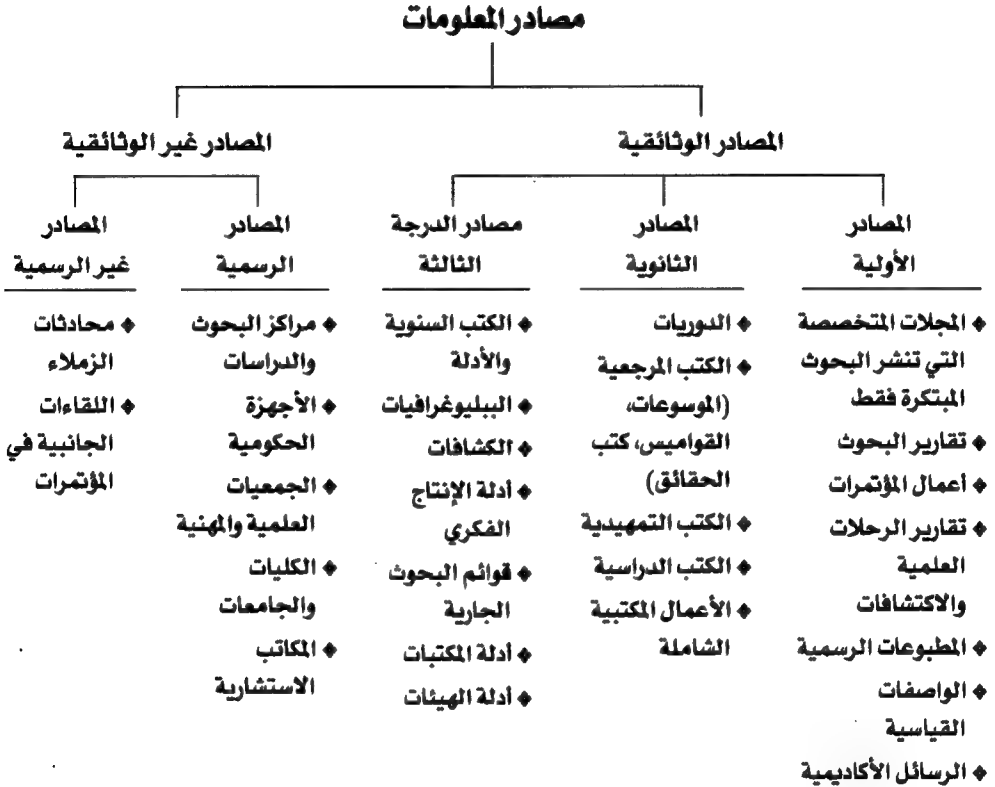 مصادر المعلومات
المصادر الوثائقية
المصادر غير الوثائقية
المصادر
الأولية
◆ المجلات المتخصصة
التي تنشر البحوث
المبتكرة فقط
◆ تقارير البحوث
◆ أعمال المؤتمرات
◆ تقارير الرحلات
العلمية
والاكتشافات
◆ المطبوعات الرسمية
◆ الواصفات
القياسية
◆ الرسائل الأكاديمية
المصادر
الثانوية
◆ الدوريات
◆ الكتب المرجعية
(الموسوعات،
القواميس، كتب
الحقائق)
◆ الكتب التمهيدية
◆ الكتب الدراسية
◆ الأعمال المكتبية
الشاملة
مصادر الدرجة
الثالثة
◆ الكتب السنوية
والأدلة
◆ الببليوغرافيات
◆ الكشافات
◆ أدلة الإنتاج
الفكري
◆ قوائم البحوث
الجارية
◆ أدلة المكتبات
◆ أدلة الهيئات
المصادر
الرسمية
◆ مراكز البحوث
والدراسات
◆ الأجهزة
الحكومية
◆ الجمعيات
العلمية والمهنية
◆ الكليات
والجامعات
◆ المكاتب
الاستشارية
المصادر
غير الرسمية
◆ محادثات
الزملاء
◆ اللقاءات
الجانبية في
المؤتمرات